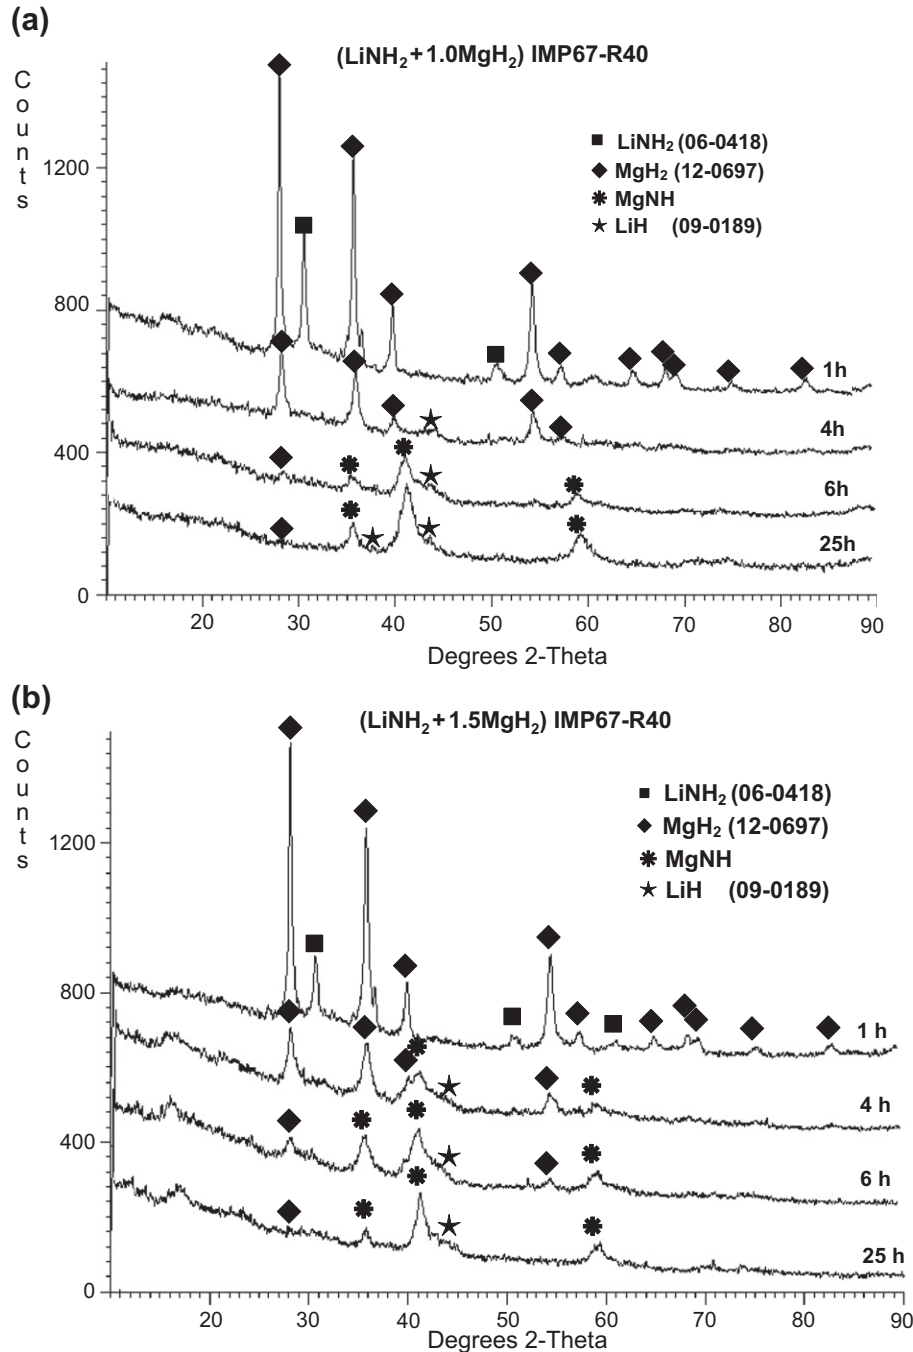 (a)
(LiNH₂+1.0MgH₂) IMP67-R40
Counts
LiNH₂ (06-0418)
MgH₂ (12-0697)
MgNH
LiH (09-0189)
1200
800
400
0
1h
4h
6h
25h
20 30 40 50 60 70 80 90
Degrees 2-Theta
(b)
(LiNH₂+1.5MgH₂) IMP67-R40
Counts
LiNH₂ (06-0418)
MgH₂ (12-0697)
MgNH
LiH (09-0189)
1200
800
400
0
1 h
4 h
6 h
25 h
20 30 40 50 60 70 80 90
Degrees 2-Theta